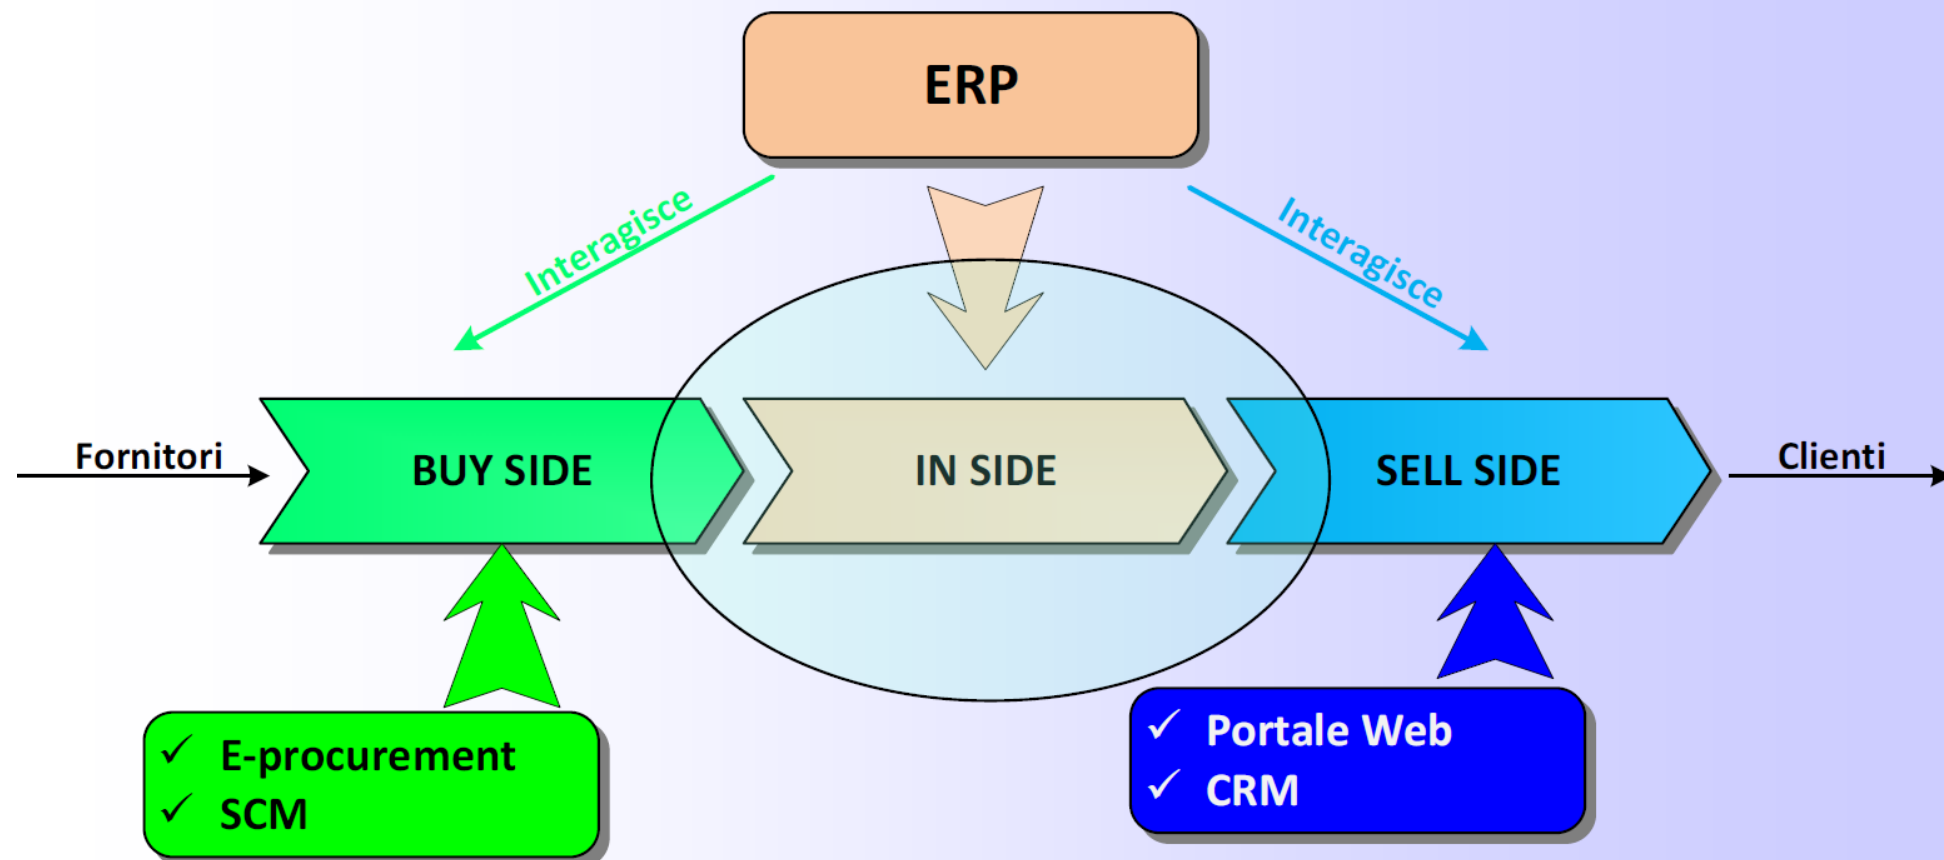 ERP
Interagisce
Interagisce
Fornitori
BUY SIDE
IN SIDE
SELL SIDE
Clienti
✓ E-procurement
✓ SCM
✓ Portale Web
✓ CRM